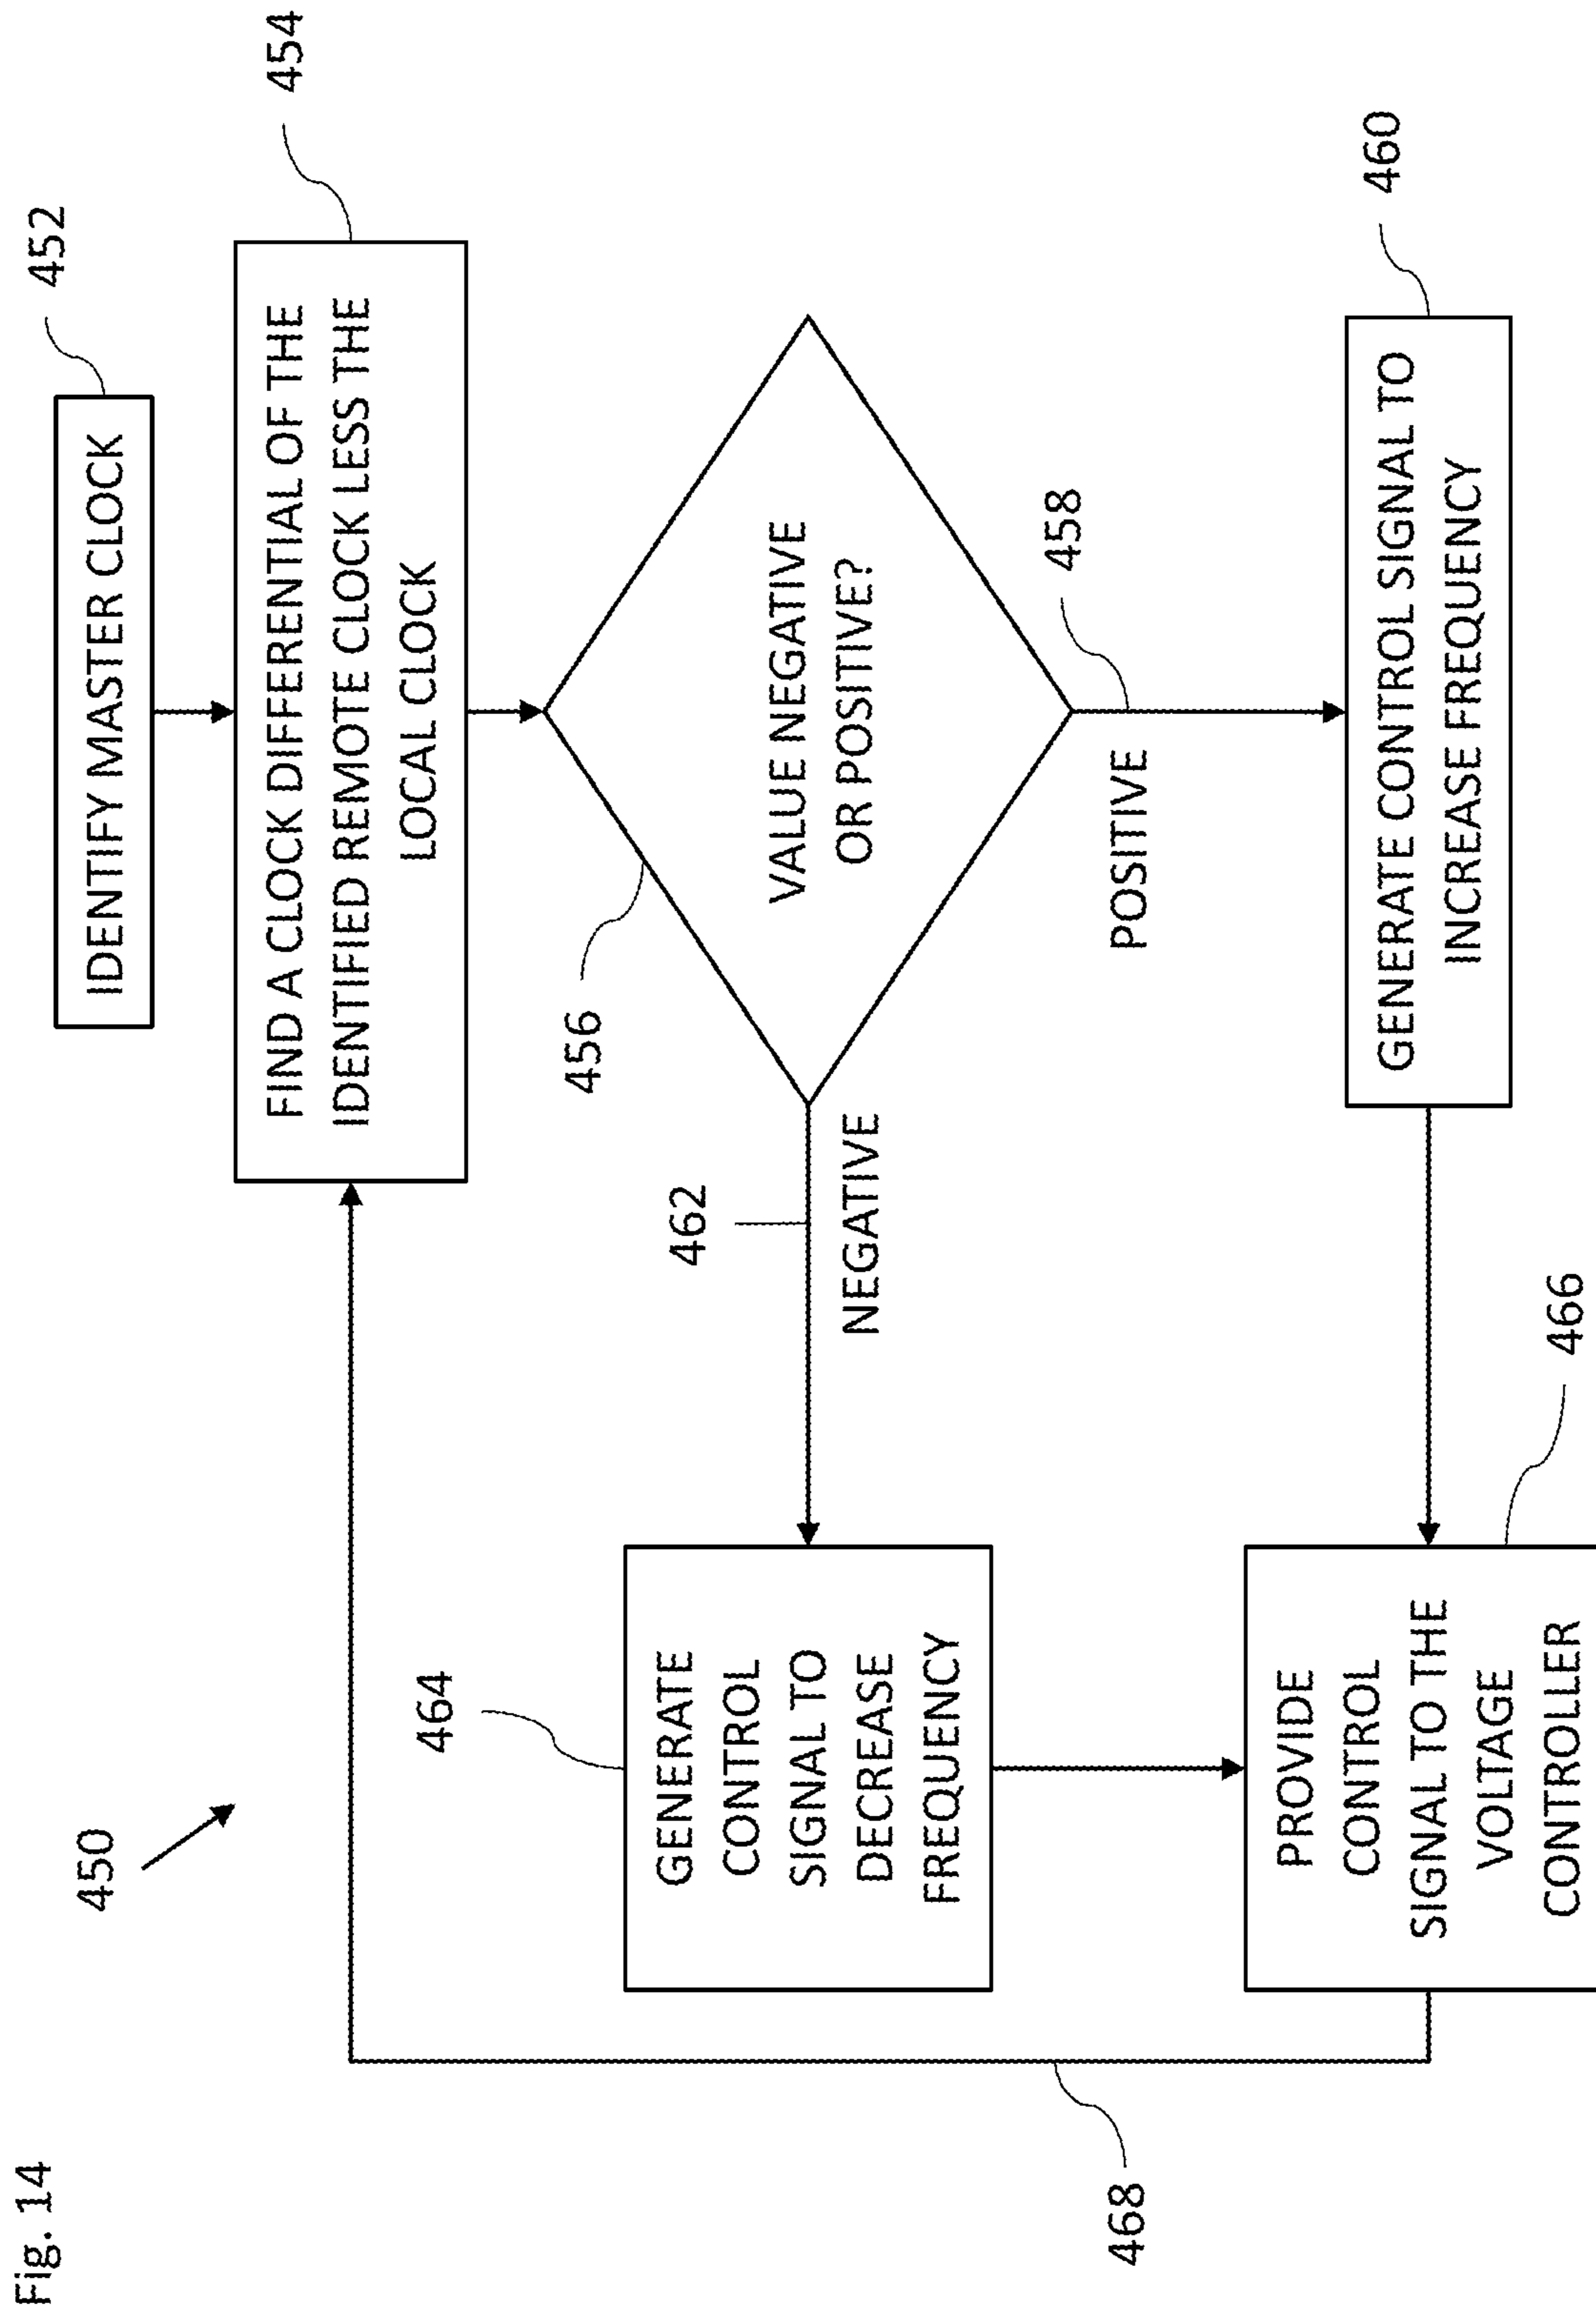 Fig. 14
450
452
IDENTIFY MASTER CLOCK
454
FIND A CLOCK DIFFERENTIAL OF THE
IDENTIFIED REMOTE CLOCK LESS THE
LOCAL CLOCK
456
VALUE NEGATIVE
OR POSITIVE?
462
NEGATIVE
458
POSITIVE
464
GENERATE
CONTROL
SIGNAL TO
DECREASE
FREQUENCY
460
GENERATE CONTROL SIGNAL TO
INCREASE FREQUENCY
466
PROVIDE
CONTROL
SIGNAL TO THE
VOLTAGE
CONTROLLER
468